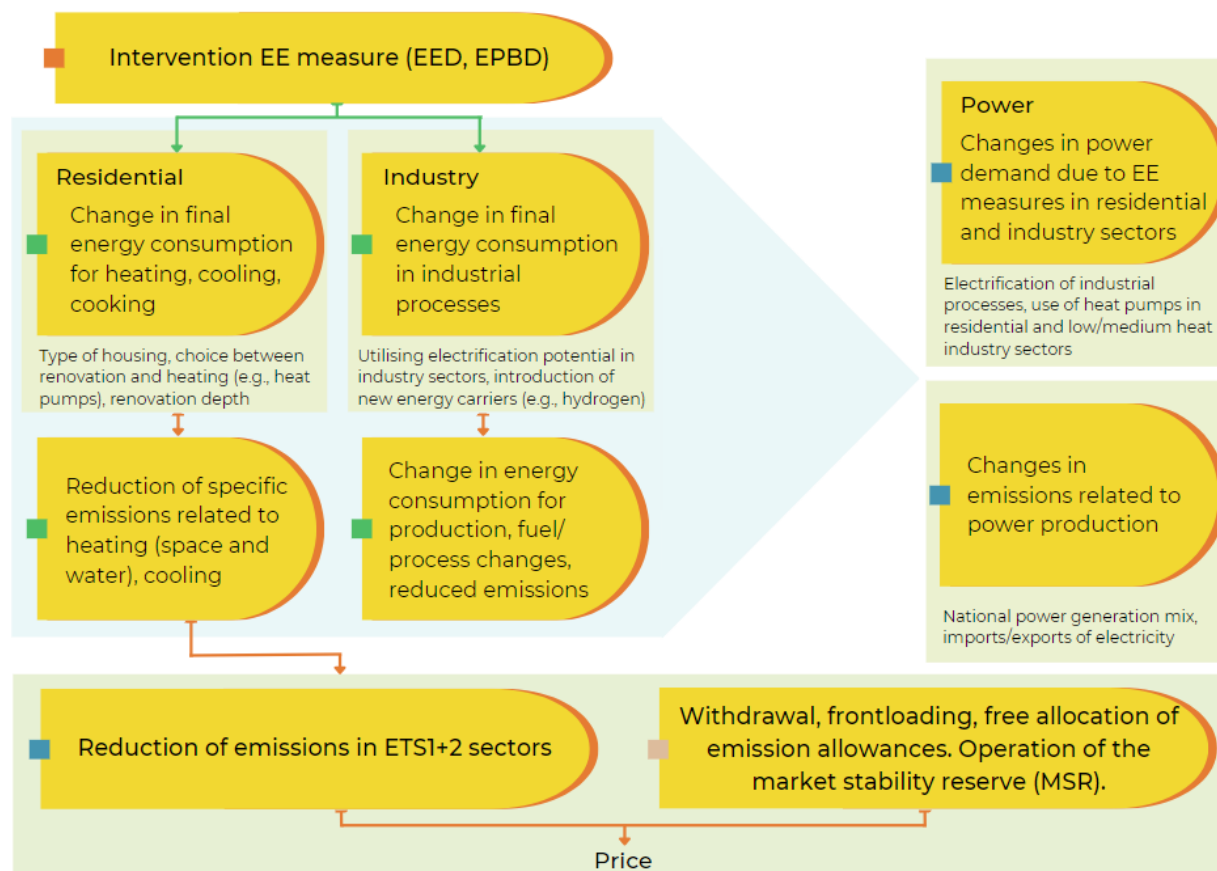 Intervention EE measure (EED, EPBD)
Residential
Change in final
energy consumption
for heating, cooling,
cooking
Type of housing, choice between
renovation and heating (e.g., heat
pumps), renovation depth
Industry
Change in final
energy consumption
in industrial
processes
Utilising electrification potential in
industry sectors, introduction of
new energy carriers (e.g., hydrogen)
Reduction of specific
emissions related to
heating (space and
water), cooling
Change in energy
consumption for
production, fuel/
process changes,
reduced emissions
Power
Changes in power
demand due to EE
measures in residential
and industry sectors
Electrification of industrial
processes, use of heat pumps in
residential and low/medium heat
industry sectors
Changes in
emissions related to
power production
National power generation mix,
imports/exports of electricity
Reduction of emissions in ETS1+2 sectors
Withdrawal, frontloading, free allocation of
emission allowances. Operation of the
market stability reserve (MSR).
Price